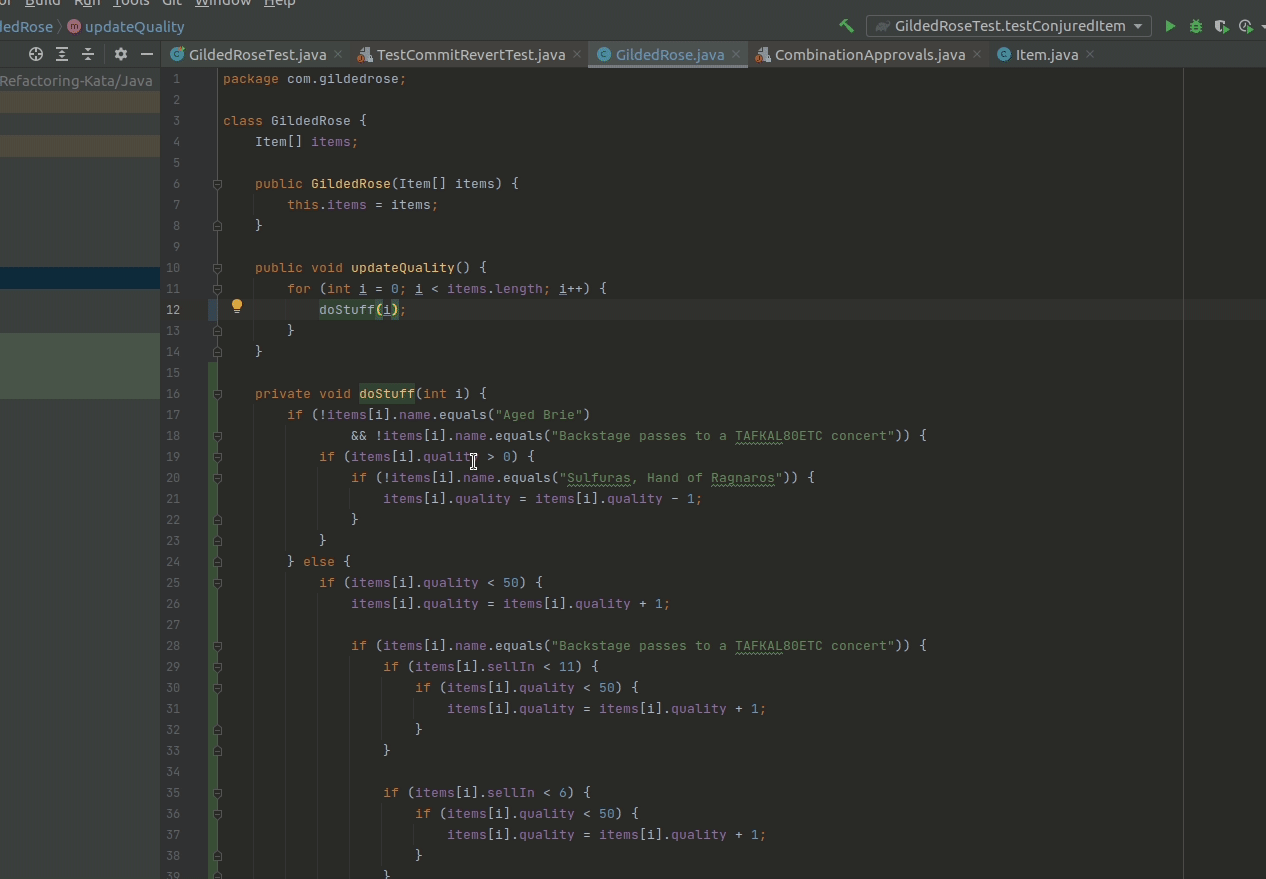 Build Run Tools Git Window Help
dedRose m updateQuality GildedRoseTest.testConjuredItem
GildedRoseTest.java TestCommitRevertTest.java GildedRose.java CombinationApprovals.java Item.java
Refactoring-Kata/Java
1 package com.gildedrose;
2
3 class GildedRose {
4 Item[] items;
5
6 public GildedRose(Item[] items) {
7 this.items = items;
8 }
9
10 public void updateQuality() {
11 for (int i = 0; i < items.length; i++) {
12 doStuff(i);
13 }
14 }
15
16 private void doStuff(int i) {
17 if (!items[i].name.equals("Aged Brie")
18 && !items[i].name.equals("Backstage passes to a TAFKAL80ETC concert")) {
19 if (items[i].quality > 0) {
20 if (!items[i].name.equals("Sulfuras, Hand of Ragnaros")) {
21 items[i].quality = items[i].quality - 1;
22 }
23 }
24 } else {
25 if (items[i].quality < 50) {
26 items[i].quality = items[i].quality + 1;
27
28 if (items[i].name.equals("Backstage passes to a TAFKAL80ETC concert")) {
29 if (items[i].sellIn < 11) {
30 if (items[i].quality < 50) {
31 items[i].quality = items[i].quality + 1;
32 }
33 }
34
35 if (items[i].sellIn < 6) {
36 if (items[i].quality < 50) {
37 items[i].quality = items[i].quality + 1;
38 }
39 }